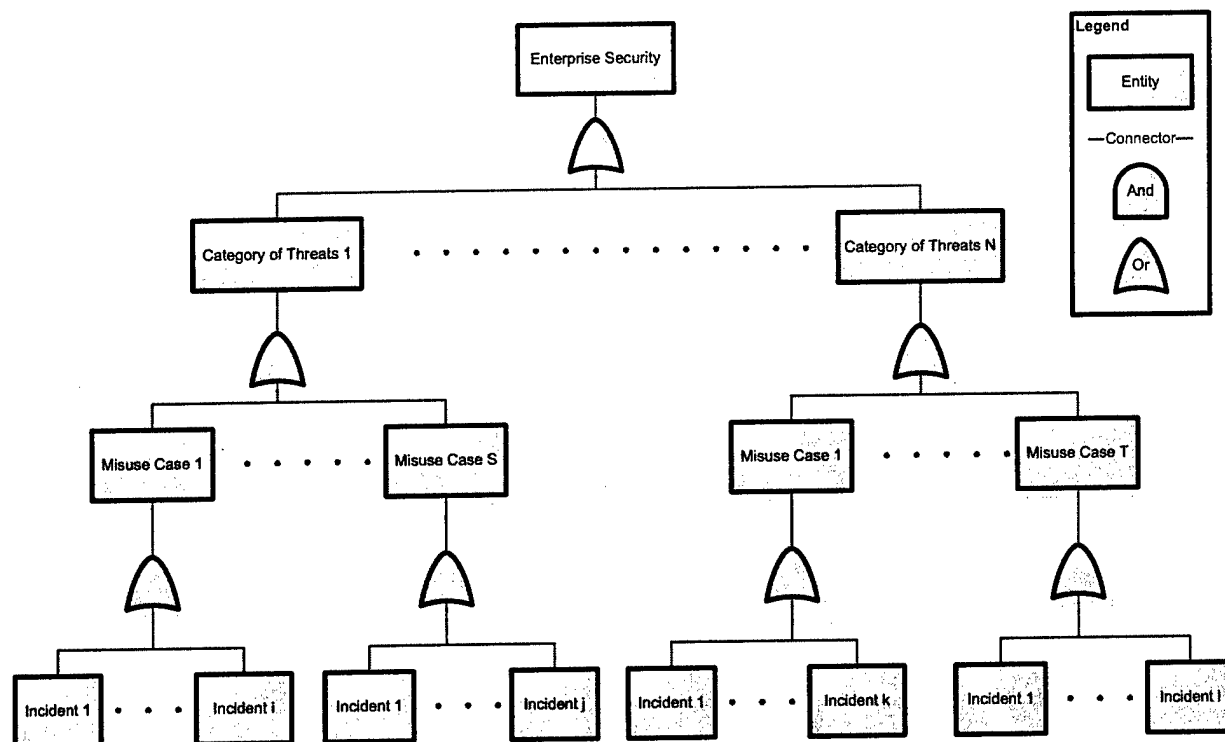 Legend
Enterprise Security
Entity
Connector
And
Or
Category of Threats 1
Category of Threats N
Misuse Case 1
Misuse Case S
Misuse Case 1
Misuse Case T
Incident 1
Incident i
Incident 1
Incident j
Incident 1
Incident k
Incident 1
Incident l